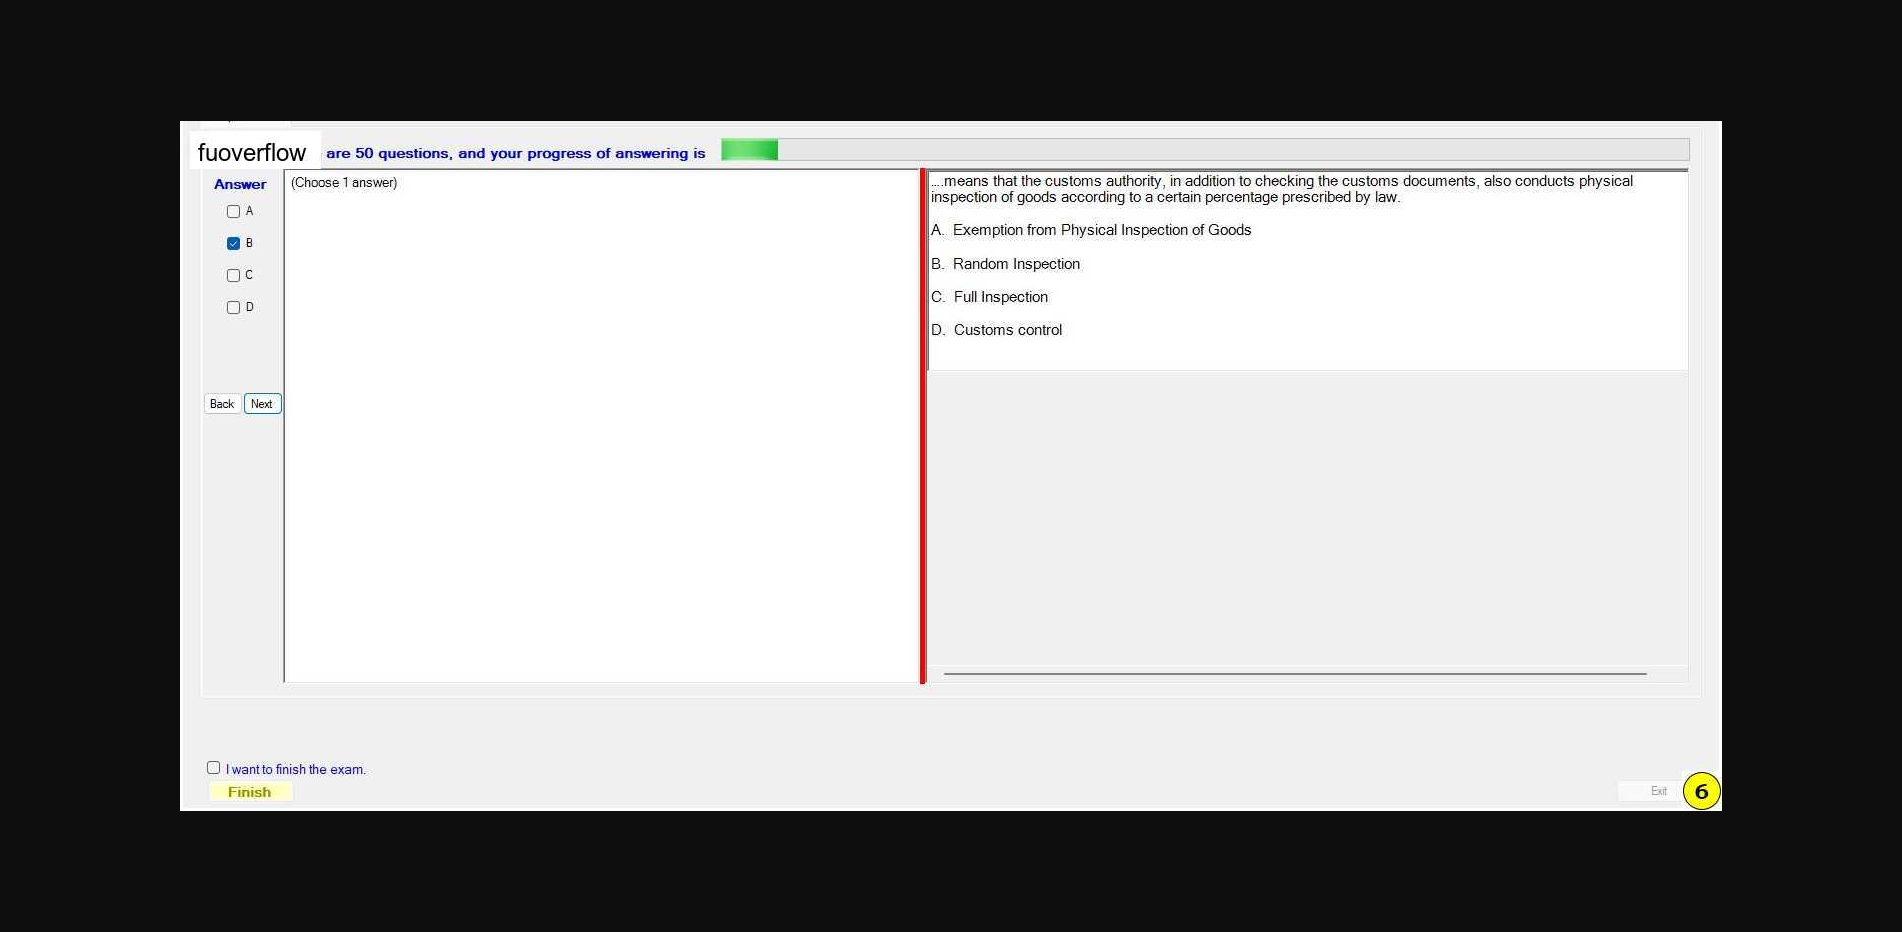 fuoverflow are 50 questions, and your progress of answering is
Answer
(Choose 1 answer)
A
B
C
D
Back Next
....means that the customs authority, in addition to checking the customs documents, also conducts physical
inspection of goods according to a certain percentage prescribed by law.
A. Exemption from Physical Inspection of Goods
B. Random Inspection
C. Full Inspection
D. Customs control
I want to finish the exam.
Finish
Exit
6